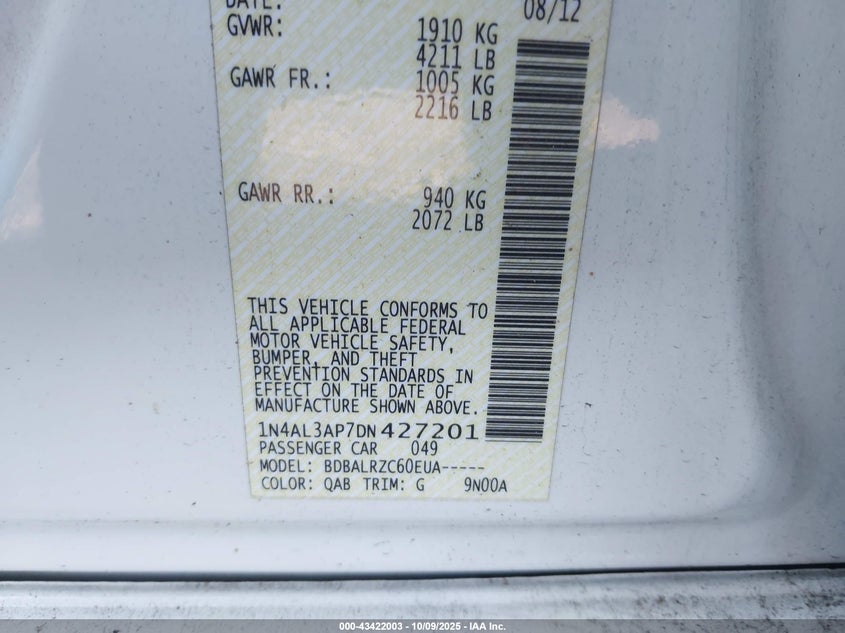 DATE: 08/12
GVWR: 1910 KG
4211 LB
GAWR FR.: 1005 KG
2216 LB
GAWR RR.: 940 KG
2072 LB
THIS VEHICLE CONFORMS TO
ALL APPLICABLE FEDERAL
MOTOR VEHICLE SAFETY,
BUMPER, AND THEFT
PREVENTION STANDARDS IN
EFFECT ON THE DATE OF
MANUFACTURE SHOWN ABOVE.
1N4AL3AP7DN427201
PASSENGER CAR 049
MODEL: BDBALRZC60EUA-----
COLOR: QAB TRIM: G 9N00A
000-43422003 - 10/09/2025 - IAA Inc.